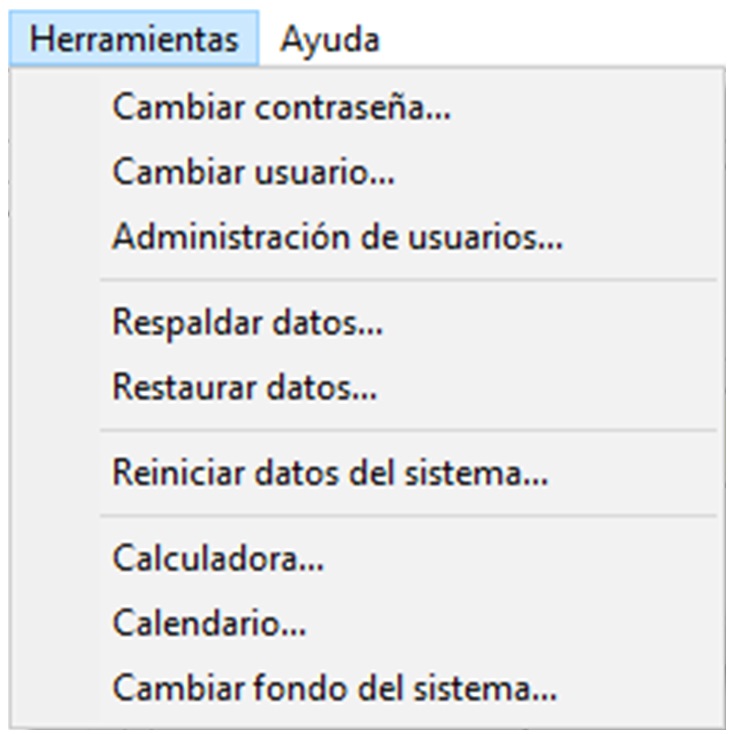 Herramientas Ayuda
Cambiar contraseña...
Cambiar usuario...
Administración de usuarios...
Respaldar datos...
Restaurar datos...
Reiniciar datos del sistema...
Calculadora...
Calendario...
Cambiar fondo del sistema...